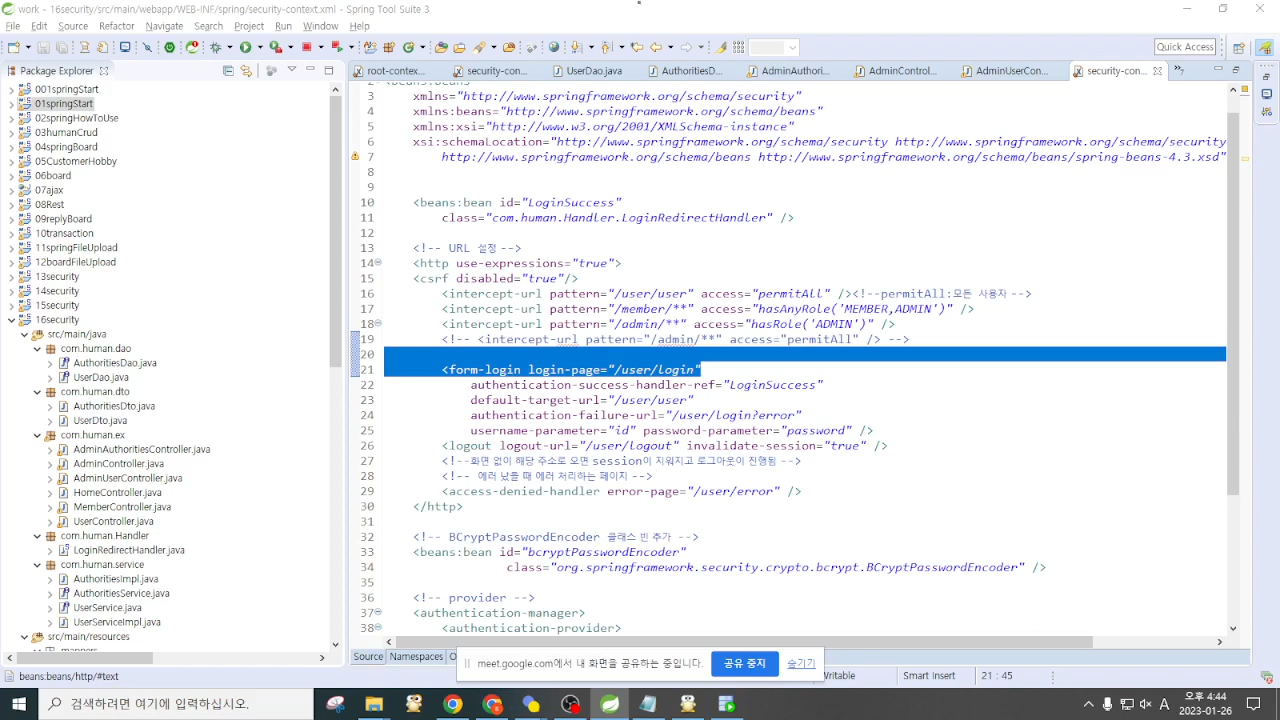 work - 16security/src/main/webapp/WEB-INF/spring/security-context.xml - Spring Tool Suite 3
File Edit Source Refactor Navigate Search Project Run Window Help
Quick Access
Package Explorer
root-contex... security-con... UserDao.java AuthoritiesD... AdminAuthori... AdminControl... AdminUserCon... security-con...
001springStart
01springStart
02springHowToUse
03humanCrud
04springBoard
05CustomerHobby
06board
07ajax
08Rest
09replyBoard
10transaction
11springFileUpload
12boardFileUpload
13security
14security
15security
16security
src/main/java
com.human.dao
AuthoritiesDao.java
UserDao.java
com.human.dto
AuthoritiesDto.java
UserDto.java
com.human.ex
AdminAuthoritiesController.java
AdminController.java
AdminUserController.java
HomeController.java
MemberController.java
UserController.java
com.human.Handler
LoginRedirectHandler.java
com.human.service
AuthoritiesImpl.java
AuthoritiesService.java
UserService.java
UserServiceImpl.java
src/main/resources
3 xmlns="http://www.springframework.org/schema/security"
4 xmlns:beans="http://www.springframework.org/schema/beans"
5 xmlns:xsi="http://www.w3.org/2001/XMLSchema-instance"
6 xsi:schemaLocation="http://www.springframework.org/schema/security http://www.springframework.org/schema/security
7 http://www.springframework.org/schema/beans http://www.springframework.org/schema/beans/spring-beans-4.3.xsd"
8
9
10 <beans:bean id="LoginSuccess"
11 class="com.human.Handler.LoginRedirectHandler" />
12
13 <!-- URL 설정 -->
14 <http use-expressions="true">
15 <csrf disabled="true"/>
16 <intercept-url pattern="/user/user" access="permitAll" /><!--permitAll:모든 사용자 -->
17 <intercept-url pattern="/member/**" access="hasAnyRole('MEMBER,ADMIN')" />
18 <intercept-url pattern="/admin/**" access="hasRole('ADMIN')" />
19 <!-- <intercept-url pattern="/admin/**" access="permitAll" /> -->
20
21 <form-login login-page="/user/login"
22 authentication-success-handler-ref="LoginSuccess"
23 default-target-url="/user/user"
24 authentication-failure-url="/user/login?error"
25 username-parameter="id" password-parameter="password" />
26 <logout logout-url="/user/logout" invalidate-session="true" />
27 <!--화면 없이 해당 주소로 오면 session이 지워지고 로그아웃이 진행됨 -->
28 <!-- 에러 났을 때 에러 처리하는 페이지 -->
29 <access-denied-handler error-page="/user/error" />
30 </http>
31
32 <!-- BCryptPasswordEncoder 클래스 빈 추가 -->
33 <beans:bean id="bcryptPasswordEncoder"
34 class="org.springframework.security.crypto.bcrypt.BCryptPasswordEncoder" />
35
36 <!-- provider -->
37 <authentication-manager>
38 <authentication-provider>
Source Namespaces
meet.google.com에서 내 화면을 공유하는 중입니다. 공유 중지 숨기기
beans:beans/http/#text
Smart Insert
21 : 45
검색하려면 여기에 입력하십시오.
A
오후 4:44
2023-01-26